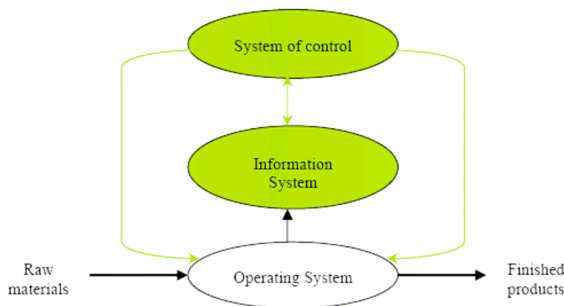 System of control
Information
System
Raw
materials
Operating System
Finished
products